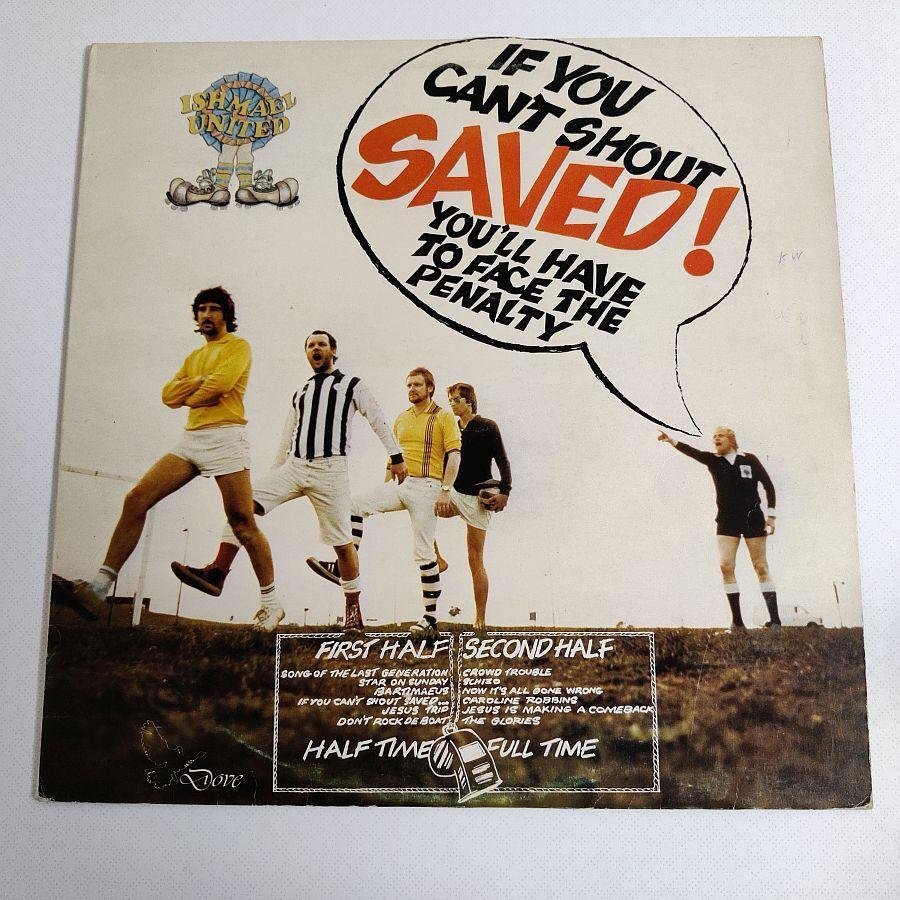 ISHMAEL
UNITED
IF YOU
CAN'T SHOUT
SAVED!
YOU'LL HAVE
TO FACE THE
PENALTY
KW
FIRST HALF
SONG OF THE LAST GENERATION
STAR ON SUNDAY
BARTIMAEUS
IF YOU CAN'T SHOUT SAVED...
JESUS TRIP
DON'T ROCK DE BOAT
HALF TIME
SECOND HALF
CROWD TROUBLE
SCHIZO
NOW IT'S ALL GONE WRONG
CAROLINE ROBBINS
JESUS IS MAKING A COMEBACK
THE GLORIES
FULL TIME
Dove